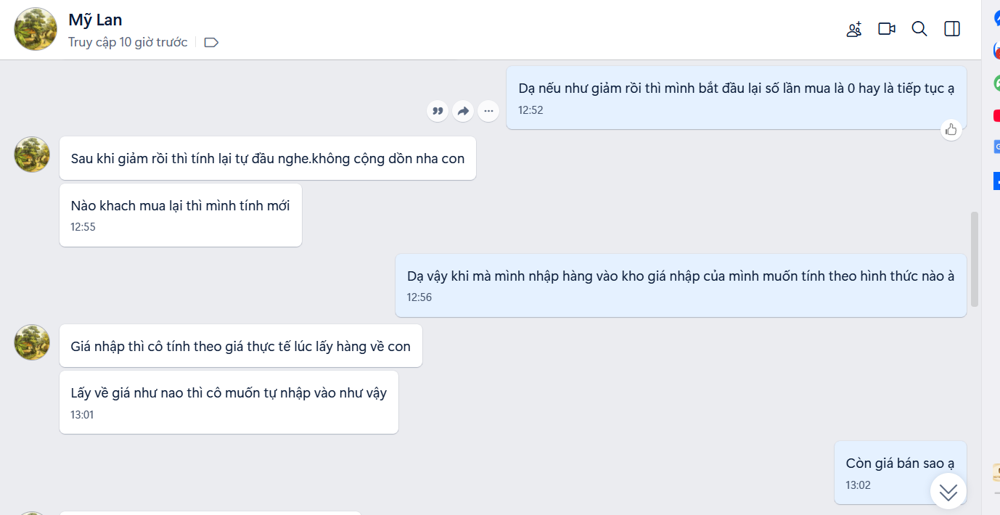 Mỹ Lan
Truy cập 10 giờ trước
Dạ nếu như giảm rồi thì mình bắt đầu lại số lần mua là 0 hay là tiếp tục ạ
12:52
Sau khi giảm rồi thì tính lại tự đầu nghe.không cộng dồn nha con
Nào khach mua lại thì mình tính mới
12:55
Dạ vậy khi mà mình nhập hàng vào kho giá nhập của mình muốn tính theo hình thức nào à
12:56
Giá nhập thì cô tính theo giá thực tế lúc lấy hàng về con
Lấy về giá như nao thì cô muốn tự nhập vào như vậy
13:01
Còn giá bán sao ạ
13:02